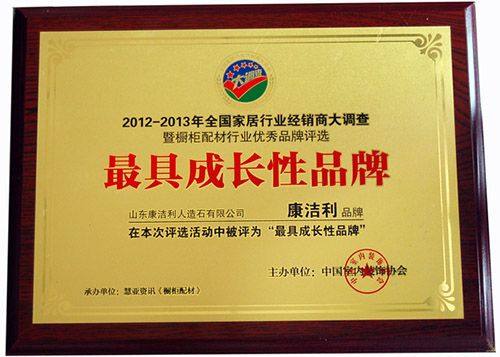 大调查
2012-2013年全国家居行业经销商大调查
暨橱柜配材行业优秀品牌评选
最具成长性品牌
山东康洁利人造石有限公司 康洁利 品牌
在本次评选活动中被评为“最具成长性品牌”
主办单位：中国室内装饰协会
承办单位：慧亚资讯《橱柜配材》